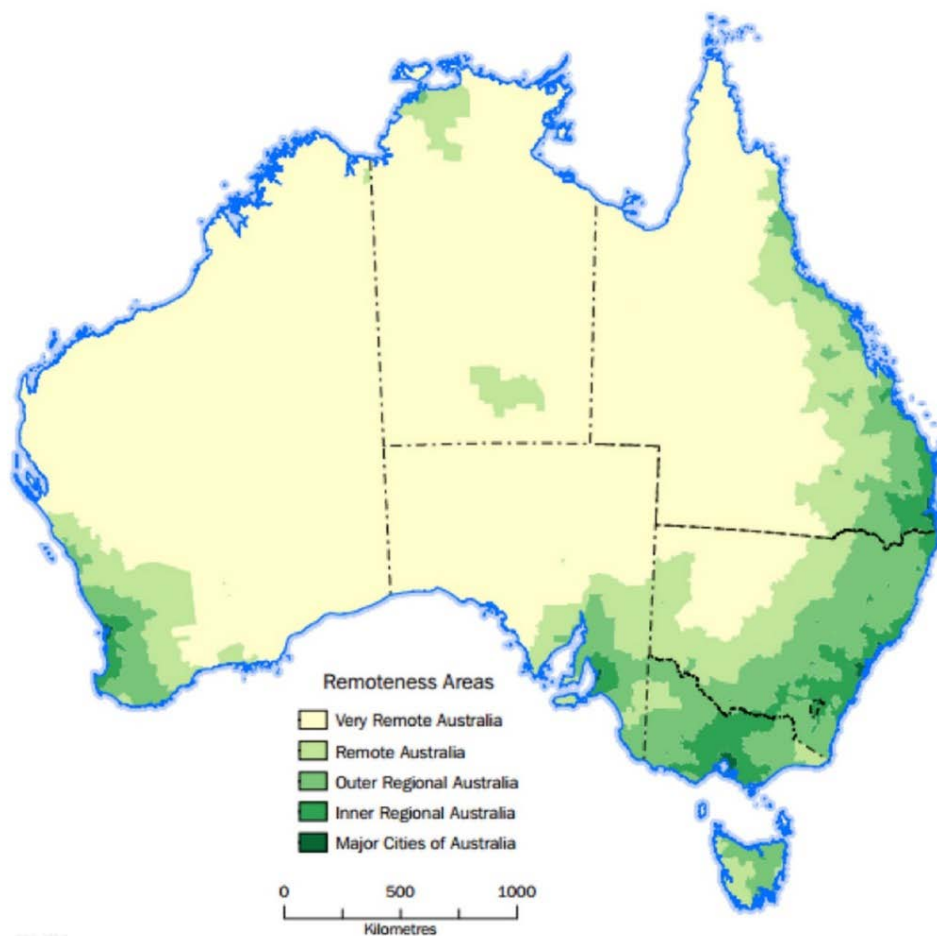 Remoteness Areas
Very Remote Australia
Remote Australia
Outer Regional Australia
Inner Regional Australia
Major Cities of Australia
0 500 1000
Kilometres